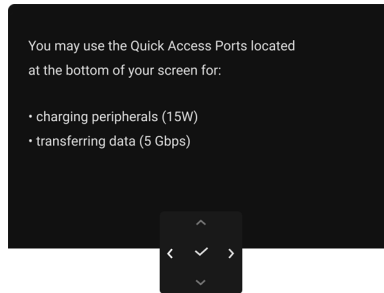 You may use the Quick Access Ports located
at the bottom of your screen for:
• charging peripherals (15W)
• transferring data (5 Gbps)